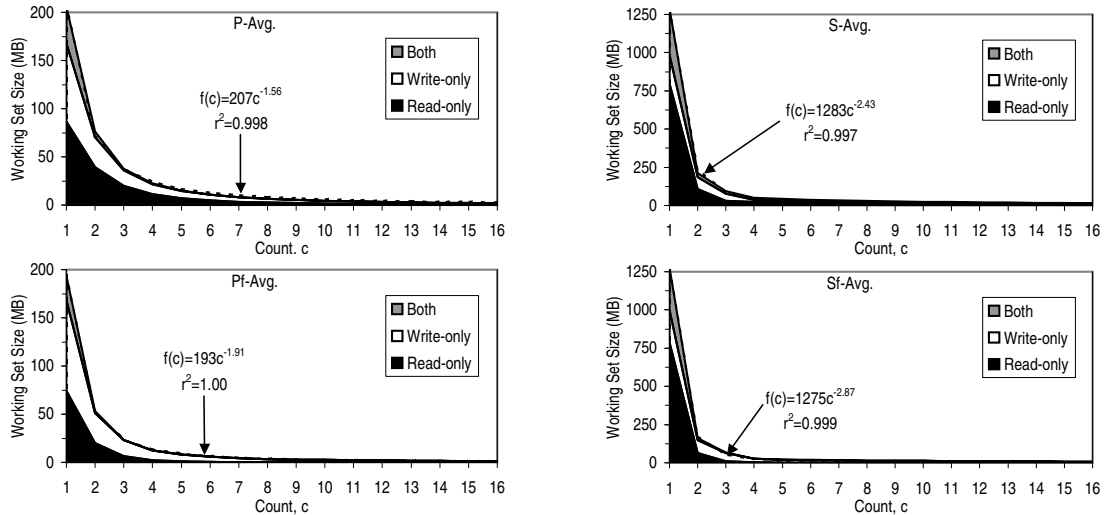 P-Avg.
Working Set Size (MB)
200
150
100
50
0
Both
Write-only
Read-only
f(c)=207c^-1.56
r^2=0.998
1 2 3 4 5 6 7 8 9 10 11 12 13 14 15 16
Count. c
S-Avg.
Working Set Size (MB)
1250
1000
750
500
250
0
Both
Write-only
Read-only
f(c)=1283c^-2.43
r^2=0.997
1 2 3 4 5 6 7 8 9 10 11 12 13 14 15 16
Count, c
Pf-Avg.
Working Set Size (MB)
200
150
100
50
0
Both
Write-only
Read-only
f(c)=193c^-1.91
r^2=1.00
1 2 3 4 5 6 7 8 9 10 11 12 13 14 15 16
Count, c
Sf-Avg.
Working Set Size (MB)
1250
1000
750
500
250
0
Both
Write-only
Read-only
f(c)=1275c^-2.87
r^2=0.999
1 2 3 4 5 6 7 8 9 10 11 12 13 14 15 16
Count, c